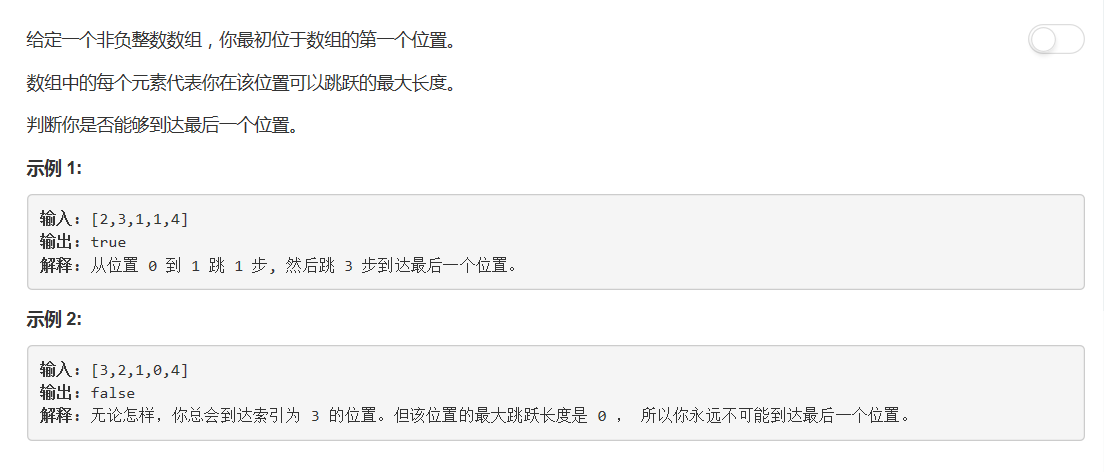 给定一个非负整数数组，你最初位于数组的第一个位置。
数组中的每个元素代表你在该位置可以跳跃的最大长度。
判断你是否能够到达最后一个位置。
示例 1:
输入: [2,3,1,1,4]
输出: true
解释: 从位置 0 到 1 跳 1 步, 然后跳 3 步到达最后一个位置。
示例 2:
输入: [3,2,1,0,4]
输出: false
解释: 无论怎样，你总会到达索引为 3 的位置。但该位置的最大跳跃长度是 0 ， 所以你永远不可能到达最后一个位置。